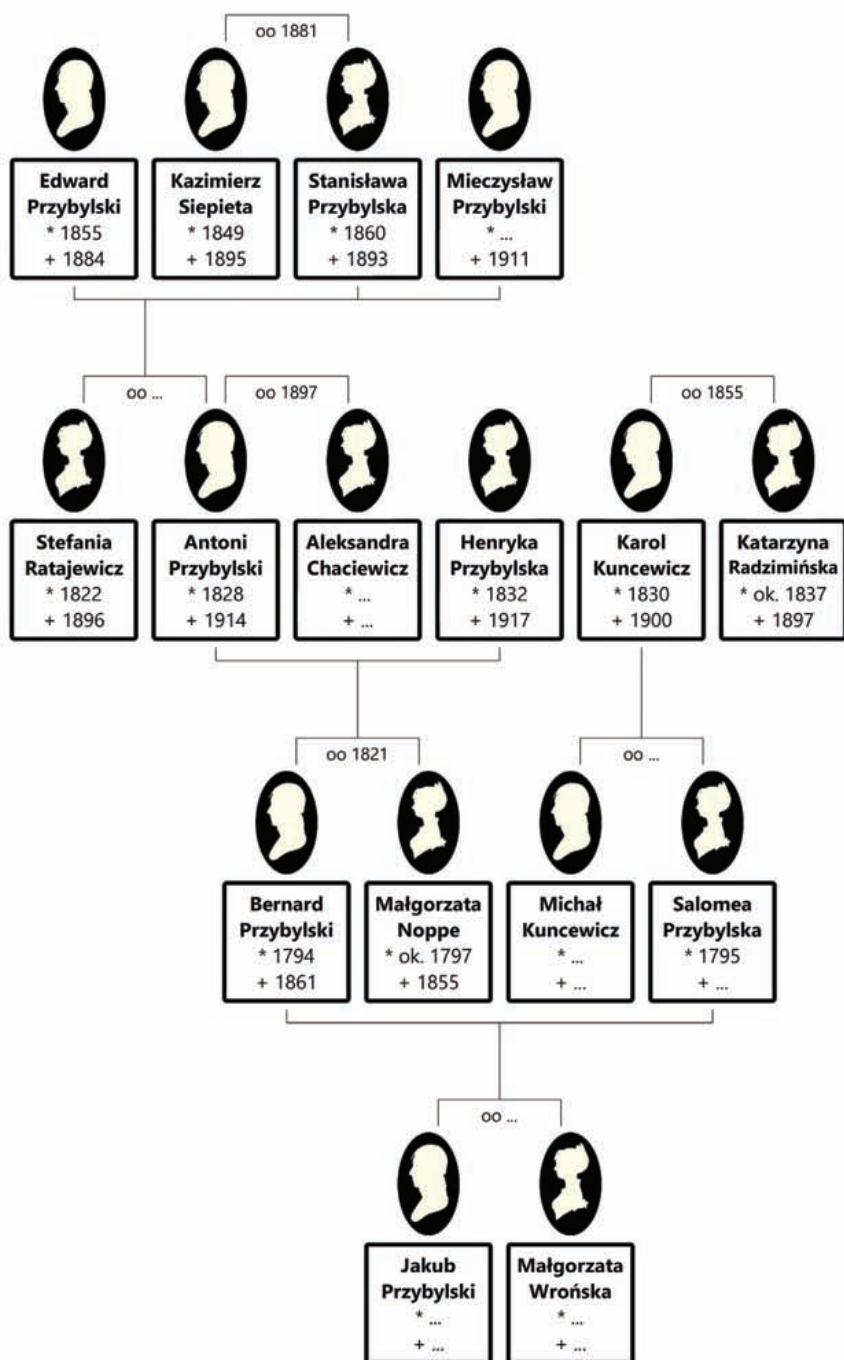 oo 1881
Edward
Przybylski
* 1855
+ 1884
Kazimierz
Siepieta
* 1849
+ 1895
Stanisława
Przybylska
* 1860
+ 1893
Mieczysław
Przybylski
* ...
+ 1911
oo ...
oo 1897
oo 1855
Stefania
Ratajewicz
* 1822
+ 1896
Antoni
Przybylski
* 1828
+ 1914
Aleksandra
Chaciewicz
* ...
+ ...
Henryka
Przybylska
* 1832
+ 1917
Karol
Kuncewicz
* 1830
+ 1900
Katarzyna
Radzimińska
* ok. 1837
+ 1897
oo 1821
oo ...
Bernard
Przybylski
* 1794
+ 1861
Małgorzata
Noppe
* ok. 1797
+ 1855
Michał
Kuncewicz
* ...
+ ...
Salomea
Przybylska
* 1795
+ ...
oo ...
Jakub
Przybylski
* ...
+ ...
Małgorzata
Wrońska
* ...
+ ...